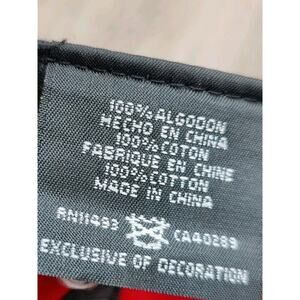 100% ALGODON
HECHO EN CHINA
100% COTON
FABRIQUE EN CHINE
100% COTTON
MADE IN CHINA
RN11493 CA40289
EXCLUSIVE OF DECORATION